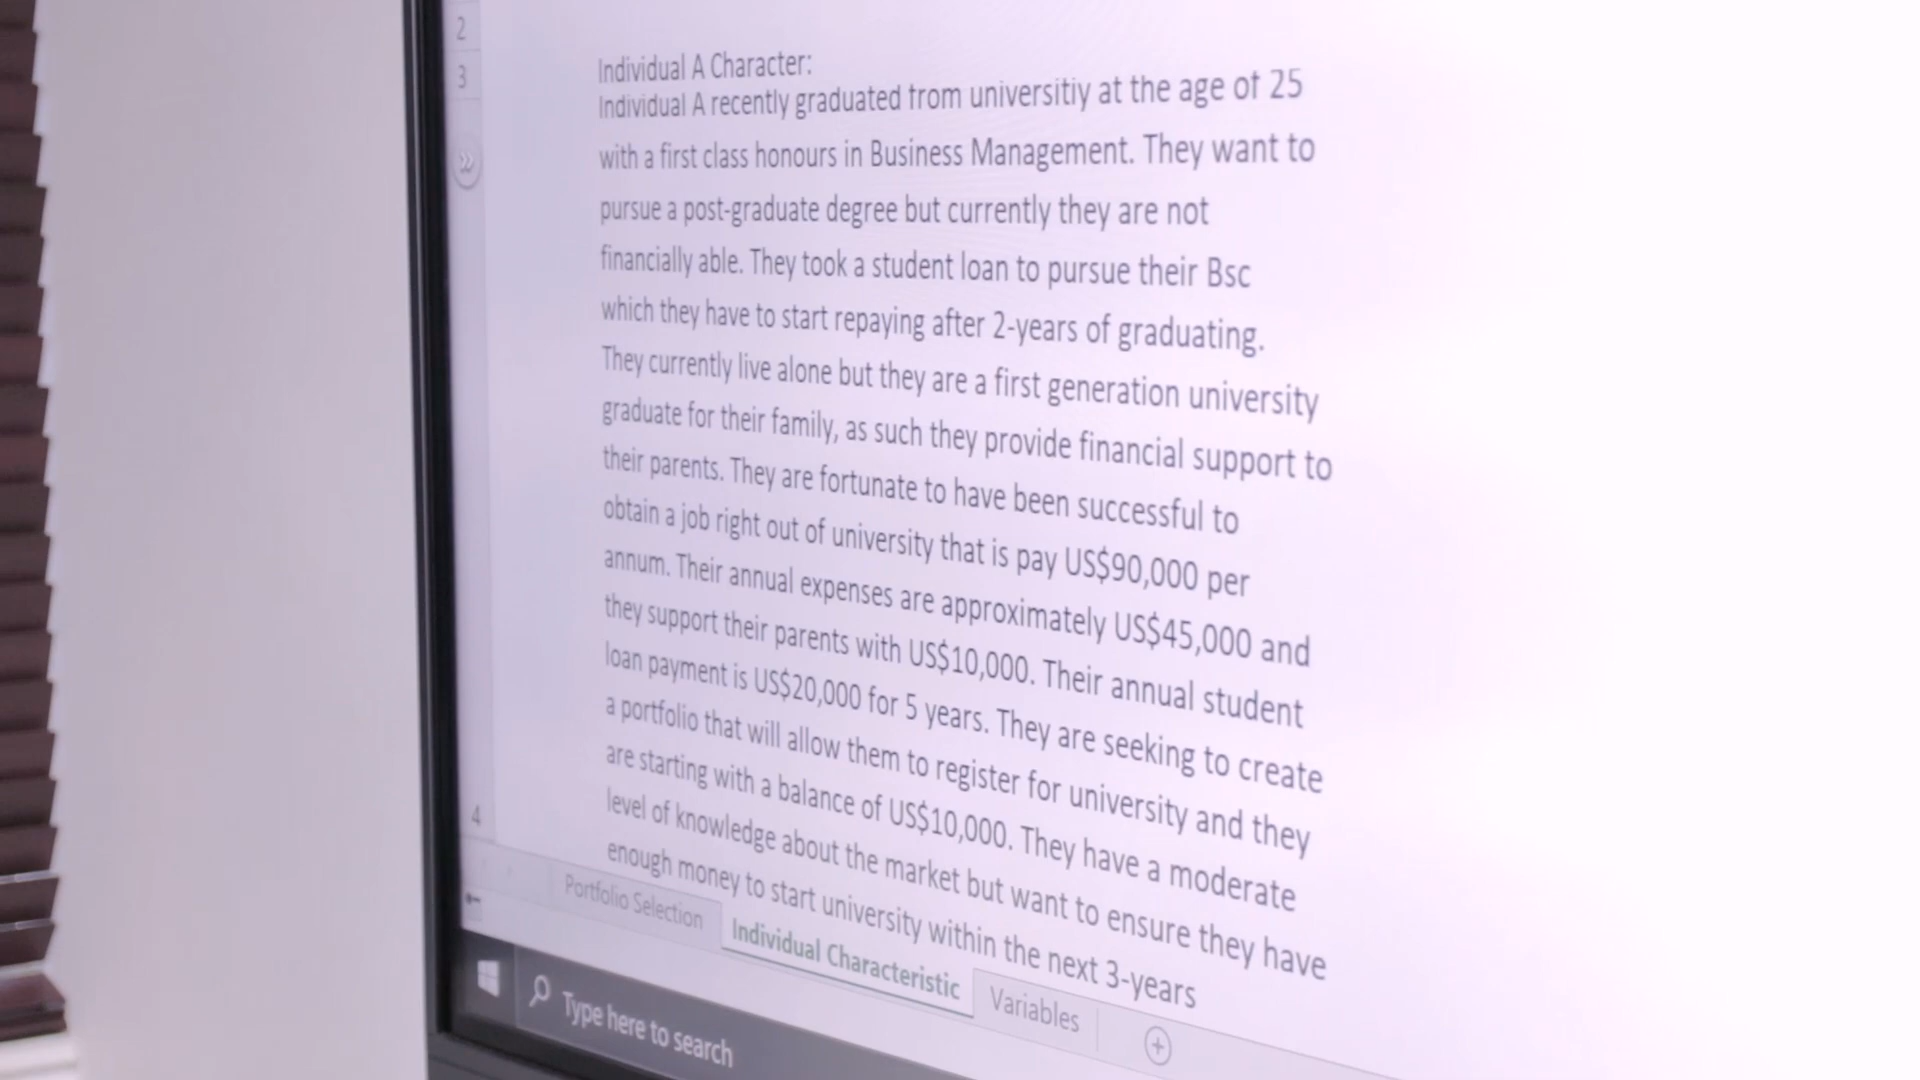 2
3
Individual A Character:
Individual A recently graduated from universitiy at the age of 25
with a first class honours in Business Management. They want to
pursue a post-graduate degree but currently they are not
financially able. They took a student loan to pursue their Bsc
which they have to start repaying after 2-years of graduating.
They currently live alone but they are a first generation university
graduate for their family, as such they provide financial support to
their parents. They are fortunate to have been successful to
obtain a job right out of university that is pay US$90,000 per
annum. Their annual expenses are approximately US$45,000 and
they support their parents with US$10,000. Their annual student
loan payment is US$20,000 for 5 years. They are seeking to create
a portfolio that will allow them to register for university and they
are starting with a balance of US$10,000. They have a moderate
level of knowledge about the market but want to ensure they have
enough money to start university within the next 3-years
4
Portfolio Selection
Individual Characteristic
Variables
Type here to search